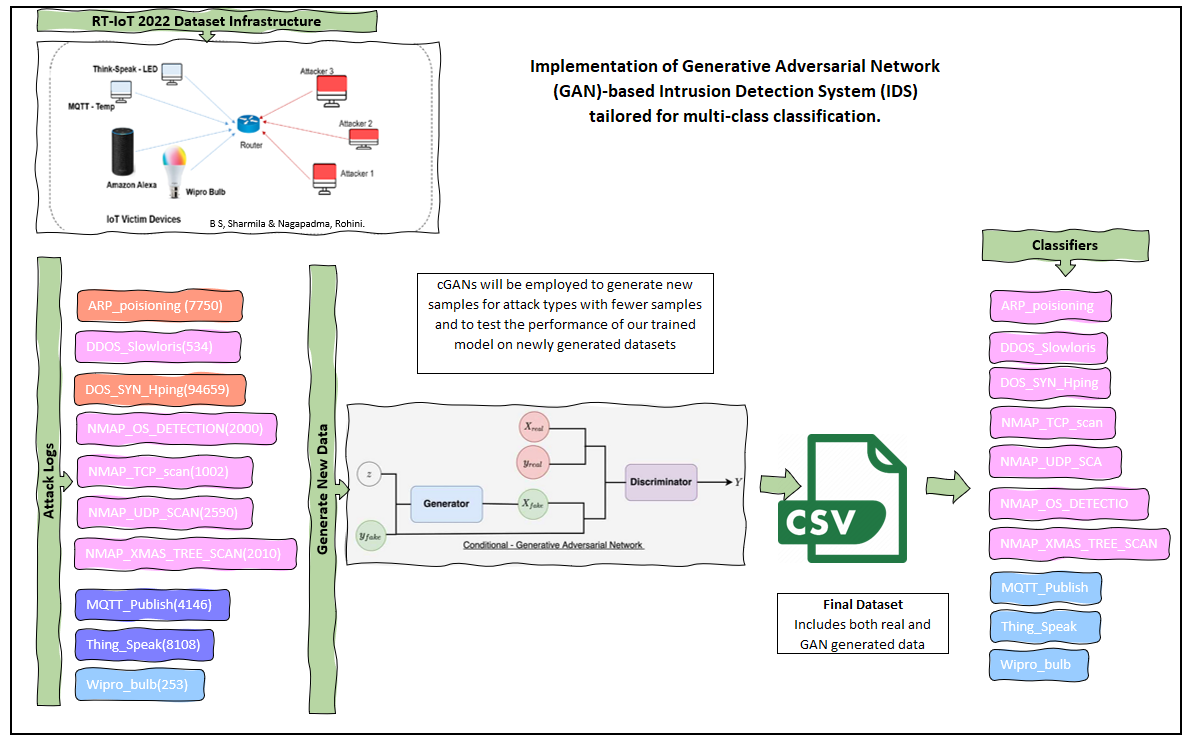 RT-IoT 2022 Dataset Infrastructure
Think-Speak - LED
MQTT - Temp
Amazon Alexa
Wipro Bulb
IoT Victim Devices
Router
Attacker 3
Attacker 2
Attacker 1
B S, Sharmila & Nagapadma, Rohini.
Implementation of Generative Adversarial Network
(GAN)-based Intrusion Detection System (IDS)
tailored for multi-class classification.
Attack Logs
ARP_poisioning (7750)
DDOS_Slowloris(534)
DOS_SYN_Hping(94659)
NMAP_OS_DETECTION(2000)
NMAP_TCP_scan(1002)
NMAP_UDP_SCAN(2590)
NMAP_XMAS_TREE_SCAN(2010)
MQTT_Publish(4146)
Thing_Speak(8108)
Wipro_bulb(253)
Generate New Data
cGANs will be employed to generate new
samples for attack types with fewer samples
and to test the performance of our trained
model on newly generated datasets
X_real
y_real
z
Generator
X_fake
y_fake
Discriminator
Y
Conditional - Generative Adversarial Network
CSV
Final Dataset
Includes both real and
GAN generated data
Classifiers
ARP_poisioning
DDOS_Slowloris
DOS_SYN_Hping
NMAP_TCP_scan
NMAP_UDP_SCA
NMAP_OS_DETECTIO
NMAP_XMAS_TREE_SCAN
MQTT_Publish
Thing_Speak
Wipro_bulb